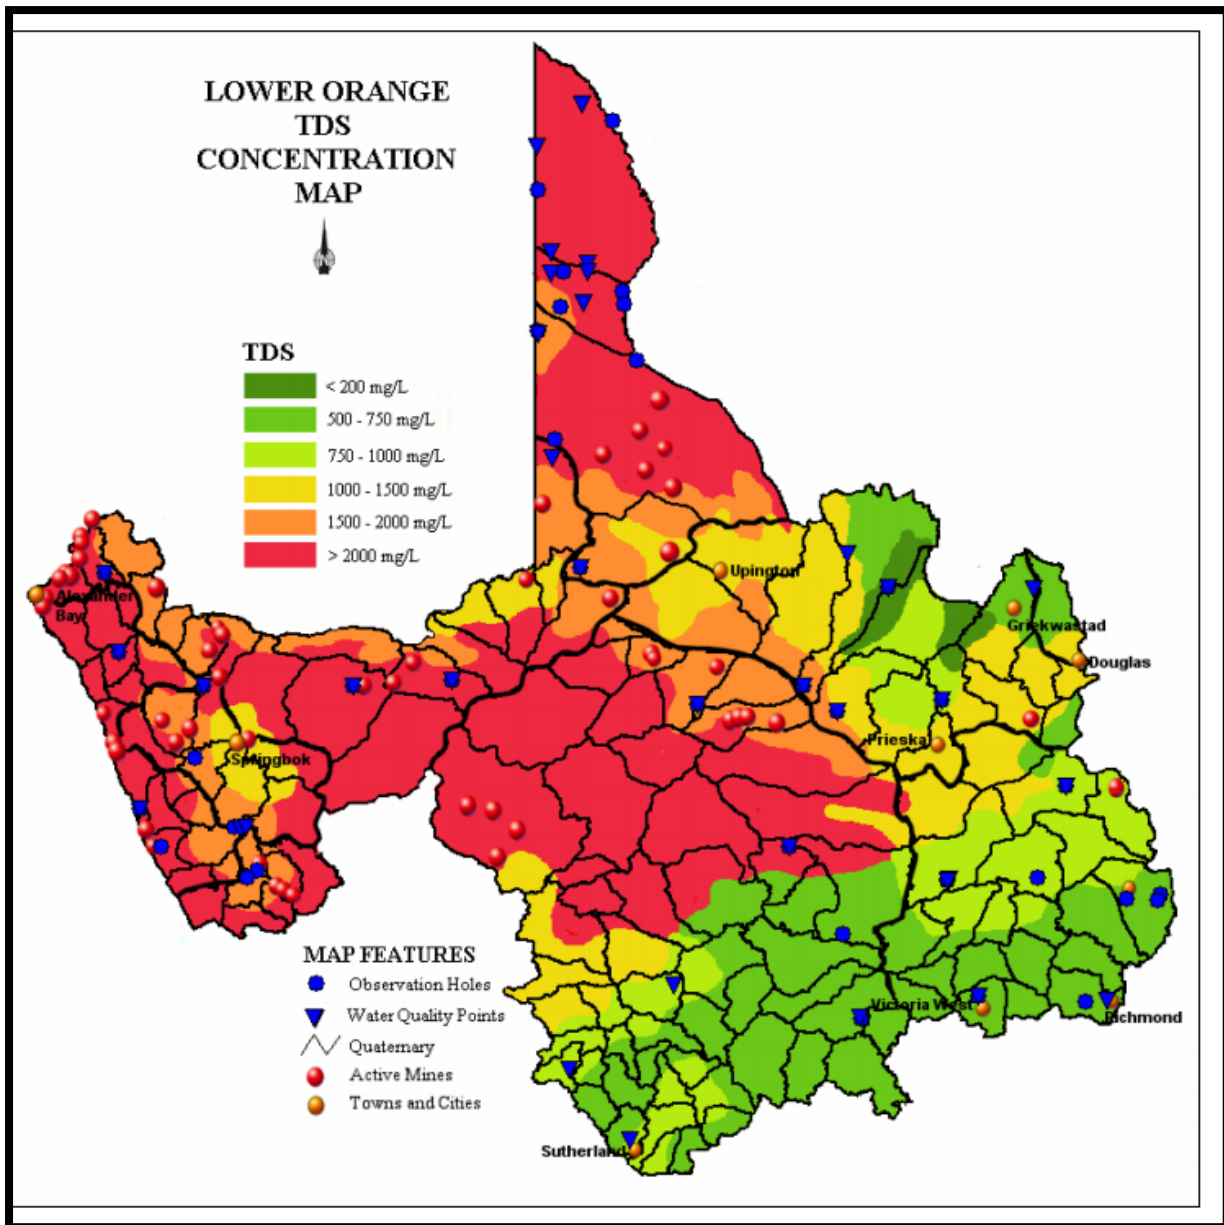 LOWER ORANGE
TDS
CONCENTRATION
MAP
N
TDS
< 200 mg/L
500 - 750 mg/L
750 - 1000 mg/L
1000 - 1500 mg/L
1500 - 2000 mg/L
> 2000 mg/L
Upington
Alexander
Bay
Griekwastad
Douglas
Prieska
Springbok
MAP FEATURES
Observation Holes
Water Quality Points
Quaternary
Active Mines
Towns and Cities
Victoria West
Richmond
Sutherland